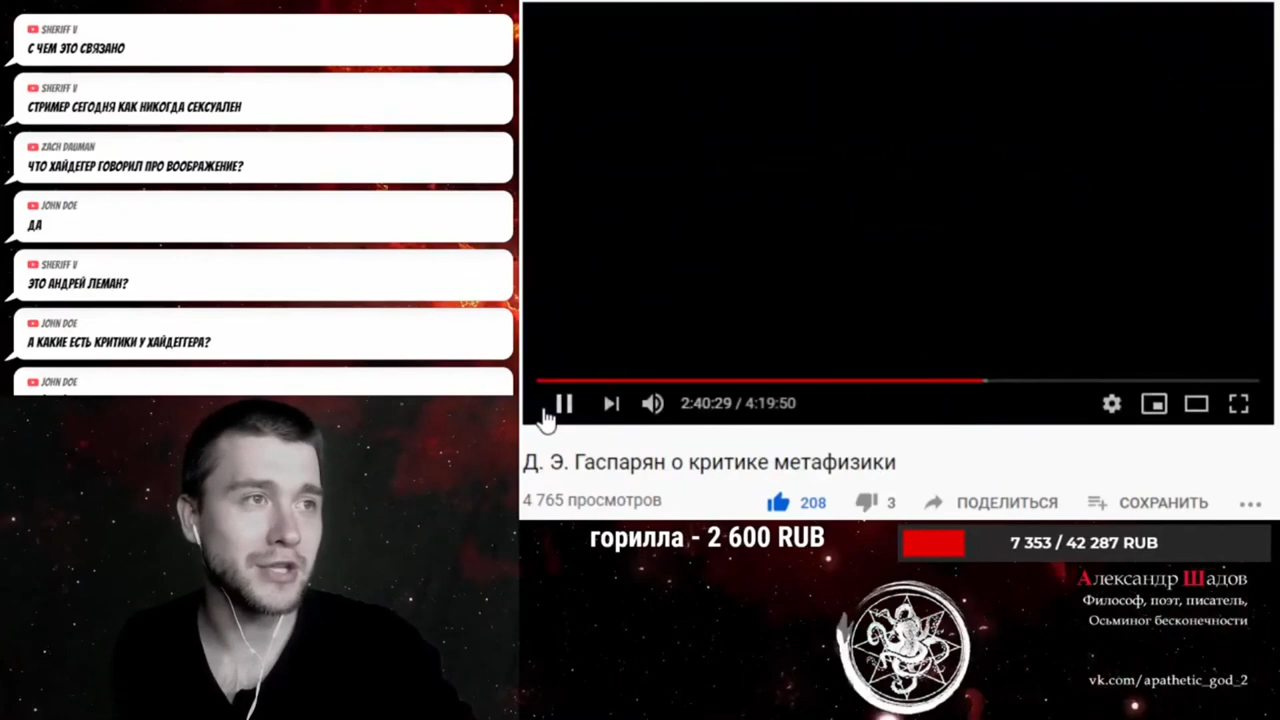 SHERIFF V
С ЧЕМ ЭТО СВЯЗАНО
SHERIFF V
СТРИМЕР СЕГОДНЯ КАК НИКОГДА СЕКСУАЛЕН
ZACH DAUMAN
ЧТО ХАЙДЕГЕР ГОВОРИЛ ПРО ВООБРАЖЕНИЕ?
JOHN DOE
ДА
SHERIFF V
ЭТО АНДРЕЙ ЛЕМАН?
JOHN DOE
А КАКИЕ ЕСТЬ КРИТИКИ У ХАЙДЕГГЕРА?
JOHN DOE
2:40:29 / 4:19:50
Д. Э. Гаспарян о критике метафизики
4 765 просмотров
208
3
ПОДЕЛИТЬСЯ
СОХРАНИТЬ
горилла - 2 600 RUB
7 353 / 42 287 RUB
Александр Шадов
Философ, поэт, писатель,
Осьминог бесконечности
vk.com/apathetic_god_2